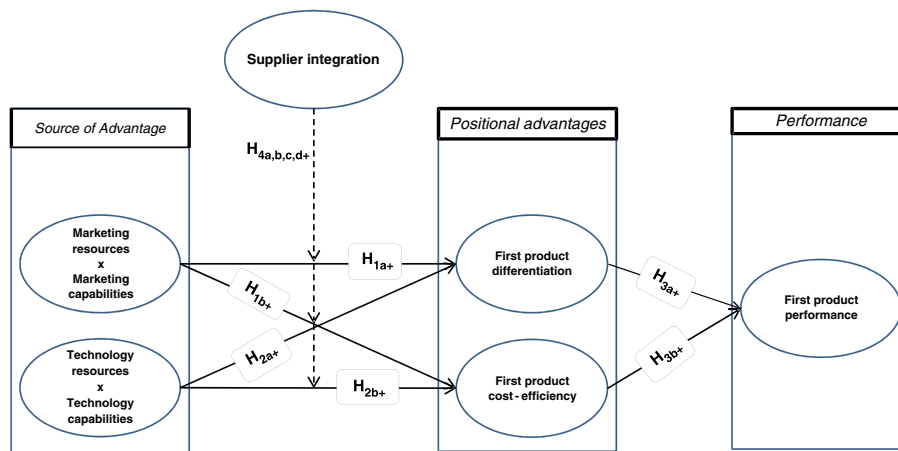 Supplier integration
Source of Advantage
Positional advantages
Performance
H4a,b,c,d+
Marketing
resources
x
Marketing
capabilities
H1a+
First product
differentiation
H3a+
H1b+
First product
performance
H2a+
H3b+
Technology
resources
x
Technology
capabilities
H2b+
First product
cost-efficiency